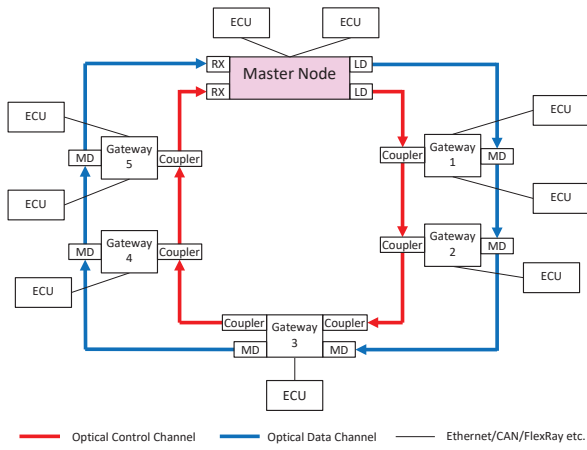 ECU
ECU
RX
Master Node
LD
RX
LD
ECU
ECU
MD
Gateway
5
Coupler
Coupler
Gateway
1
MD
ECU
ECU
MD
Gateway
4
Coupler
Coupler
Gateway
2
MD
ECU
ECU
Coupler
Gateway
3
Coupler
MD
MD
ECU
Optical Control Channel
Optical Data Channel
Ethernet/CAN/FlexRay etc.